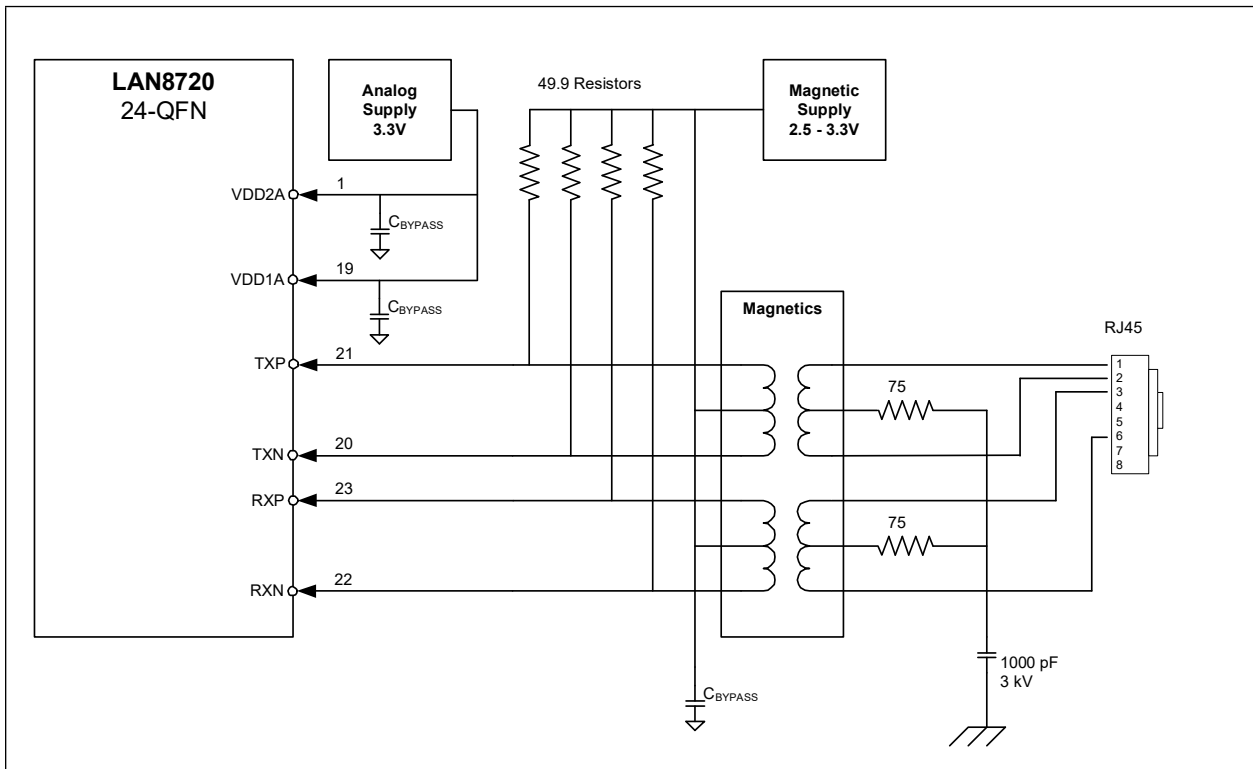 LAN8720
24-QFN
Analog
Supply
3.3V
49.9 Resistors
Magnetic
Supply
2.5 - 3.3V
VDD2A
1
CBYPASS
VDD1A
19
CBYPASS
Magnetics
RJ45
TXP
21
75
1
2
3
4
5
6
7
8
TXN
20
RXP
23
75
RXN
22
1000 pF
3 kV
CBYPASS